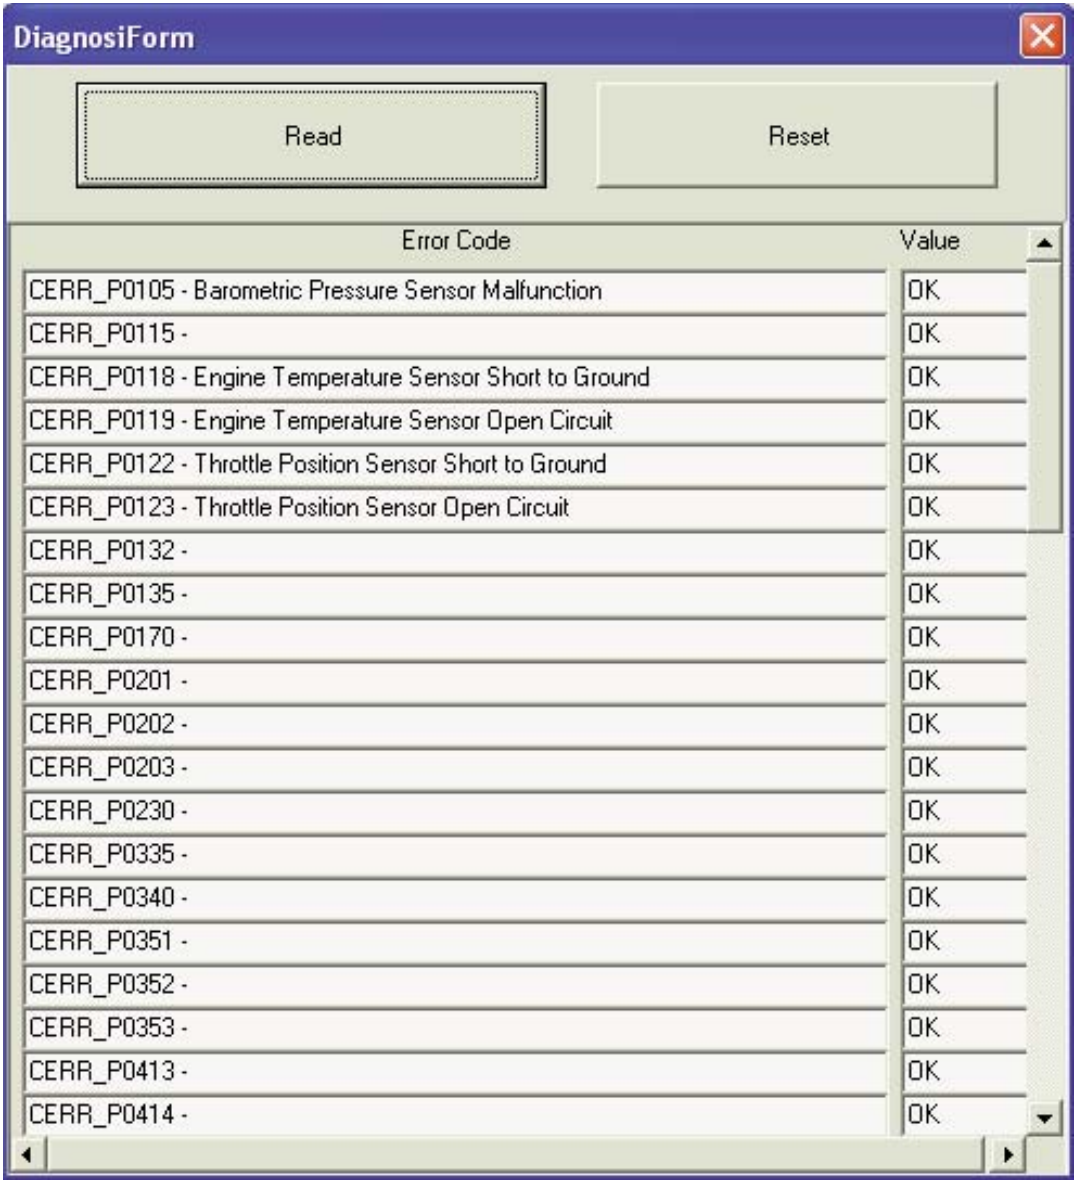 DiagnosiForm
Read Reset
Error Code Value
CERR_P0105 - Barometric Pressure Sensor Malfunction OK
CERR_P0115 - OK
CERR_P0118 - Engine Temperature Sensor Short to Ground OK
CERR_P0119 - Engine Temperature Sensor Open Circuit OK
CERR_P0122 - Throttle Position Sensor Short to Ground OK
CERR_P0123 - Throttle Position Sensor Open Circuit OK
CERR_P0132 - OK
CERR_P0135 - OK
CERR_P0170 - OK
CERR_P0201 - OK
CERR_P0202 - OK
CERR_P0203 - OK
CERR_P0230 - OK
CERR_P0335 - OK
CERR_P0340 - OK
CERR_P0351 - OK
CERR_P0352 - OK
CERR_P0353 - OK
CERR_P0413 - OK
CERR_P0414 - OK